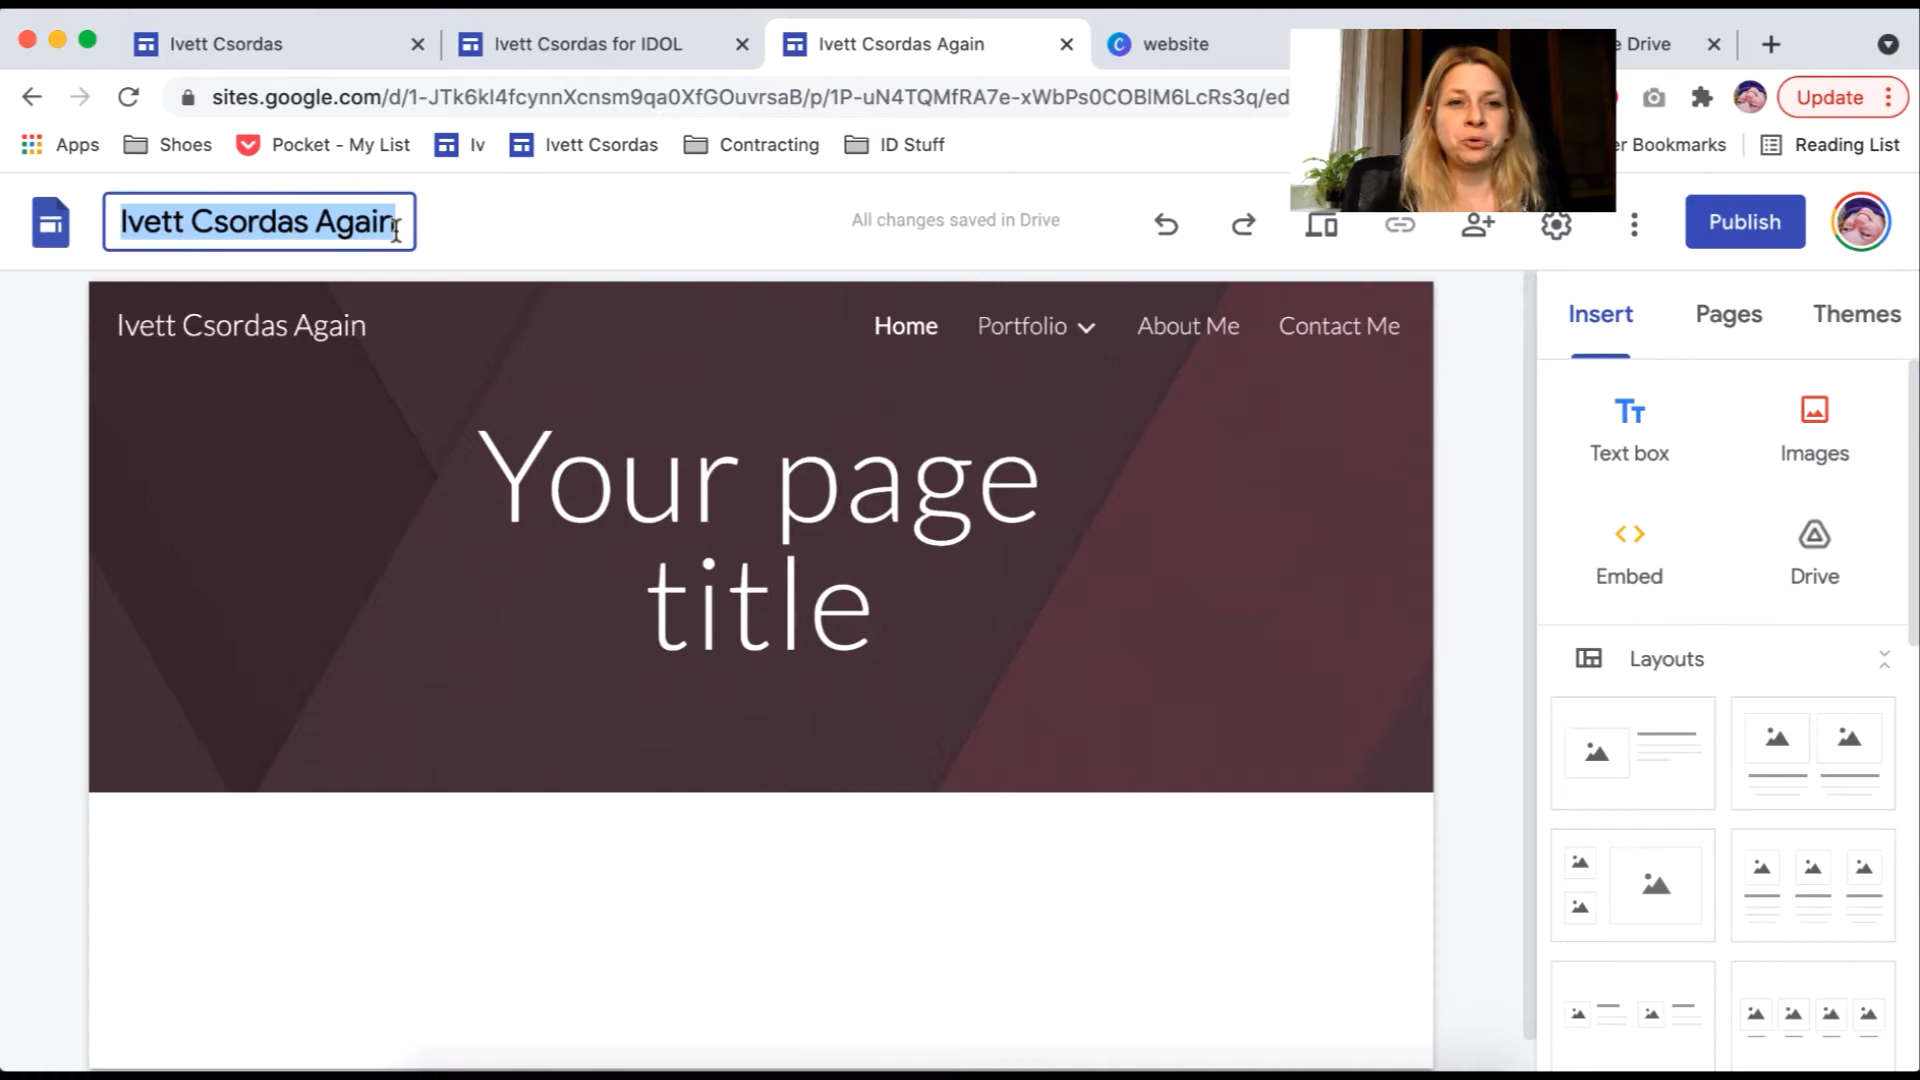 Ivett Csordas
Ivett Csordas for IDOL
Ivett Csordas Again
website
Drive
sites.google.com/d/1-JTk6kI4fcynnXcnsm9qa0XfGOuvrsaB/p/1P-uN4TQMfRA7e-xWbPs0COBlM6LcRs3q/ed
Update
Apps
Shoes
Pocket - My List
Iv
Ivett Csordas
Contracting
ID Stuff
Bookmarks
Reading List
Ivett Csordas Again
All changes saved in Drive
Publish
Ivett Csordas Again
Home
Portfolio
About Me
Contact Me
Insert
Pages
Themes
Your page
title
Text box
Images
Embed
Drive
Layouts